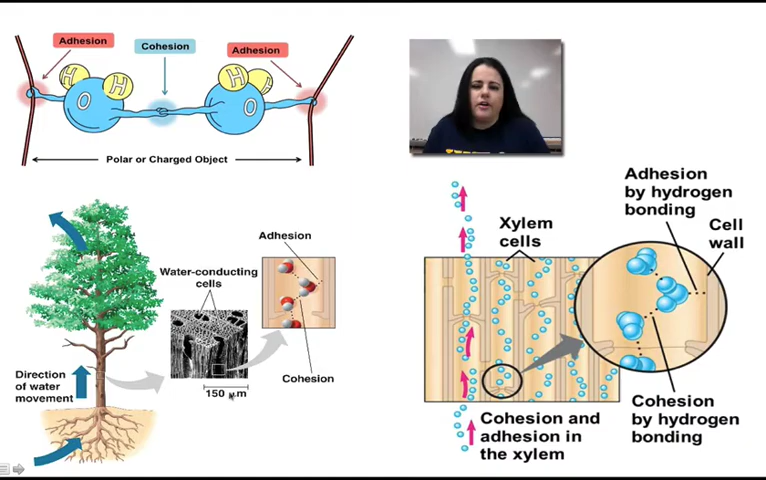 Adhesion
Cohesion
Adhesion
H
H
O
H
H
O
Polar or Charged Object
Adhesion
Water-conducting
cells
Direction
of water
movement
Cohesion
150 µm
Adhesion
by hydrogen
bonding
Xylem
cells
Cell
wall
Cohesion and
adhesion in
the xylem
Cohesion
by hydrogen
bonding